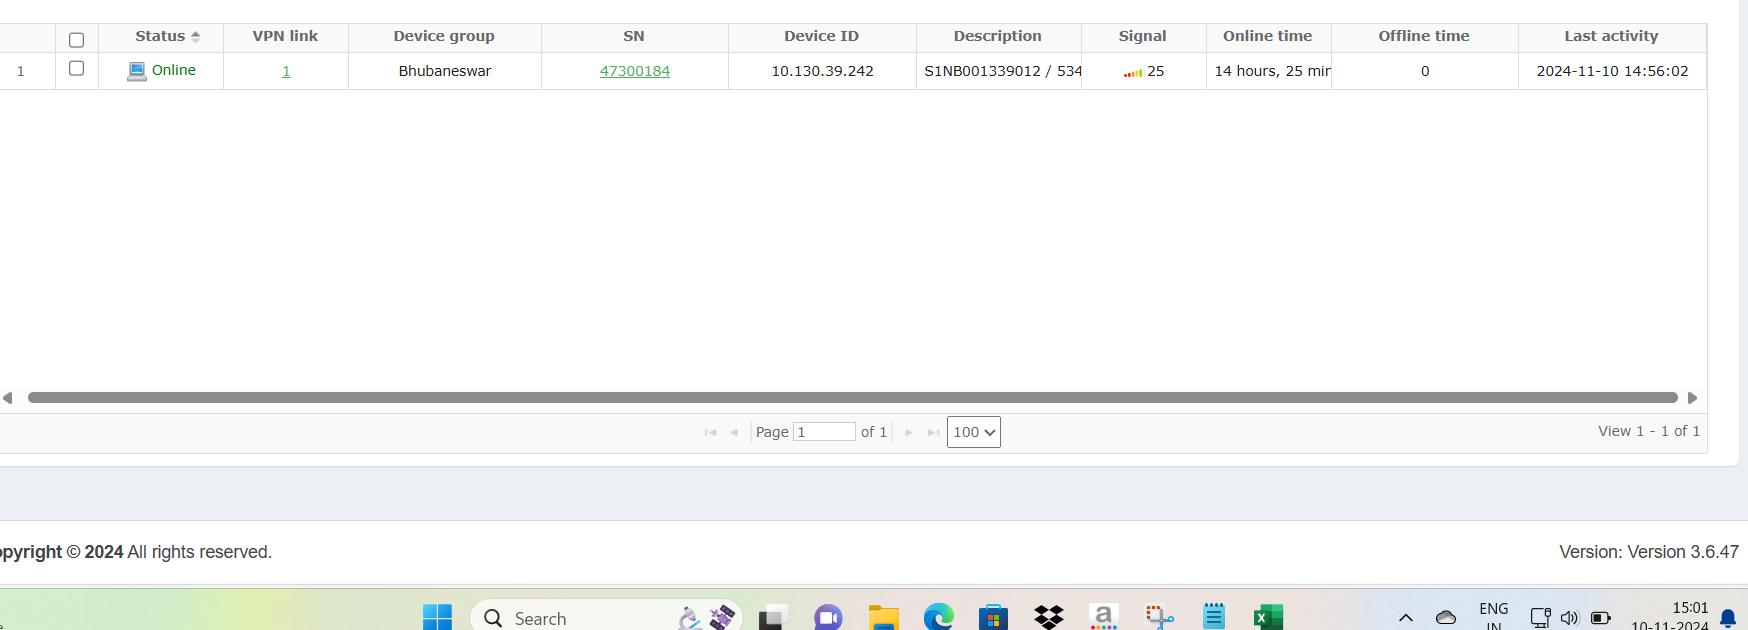 Status VPN link Device group SN Device ID Description Signal Online time Offline time Last activity
1 Online 1 Bhubaneswar 47300184 10.130.39.242 S1NB001339012 / 534 25 14 hours, 25 min 0 2024-11-10 14:56:02
Page 1 of 1 100 View 1 - 1 of 1
opyright © 2024 All rights reserved. Version: Version 3.6.47
Search ENG 15:01
IN 10-11-2024